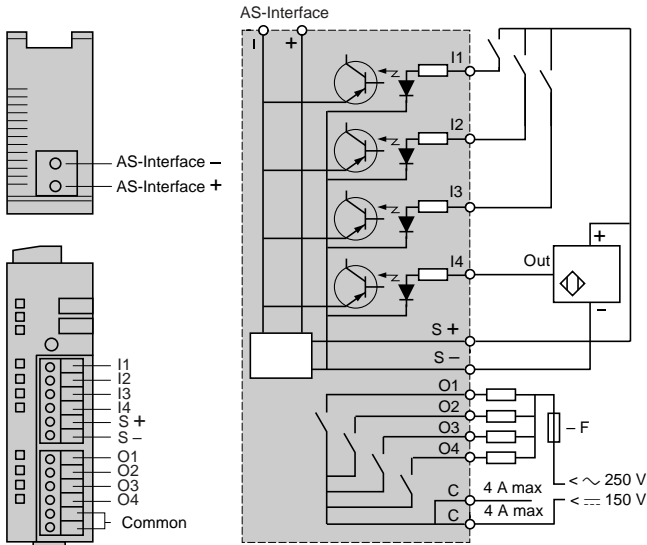 AS-Interface
– +
AS-Interface –
AS-Interface +
I1
I2
I3
I4
Out
+
–
S +
S –
O1
O2
O3
O4
– F
C 4 A max
C 4 A max
< ∼ 250 V
< ⎓ 150 V
I1
I2
I3
I4
S +
S –
O1
O2
O3
O4
Common